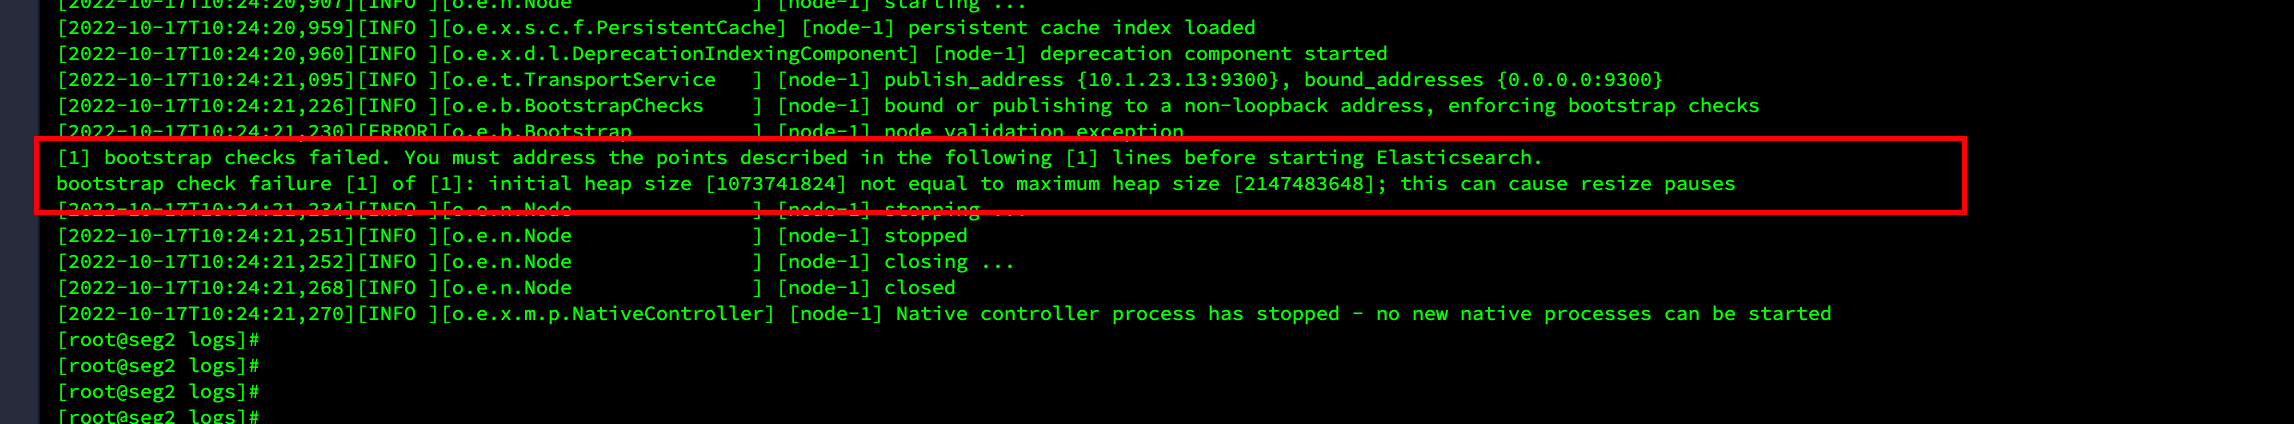 [2022-10-17T10:24:20,907][INFO ][o.e.n.Node               ] [node-1] starting ...
[2022-10-17T10:24:20,959][INFO ][o.e.x.s.c.f.PersistentCache] [node-1] persistent cache index loaded
[2022-10-17T10:24:20,960][INFO ][o.e.x.d.l.DeprecationIndexingComponent] [node-1] deprecation component started
[2022-10-17T10:24:21,095][INFO ][o.e.t.TransportService   ] [node-1] publish_address {10.1.23.13:9300}, bound_addresses {0.0.0.0:9300}
[2022-10-17T10:24:21,226][INFO ][o.e.b.BootstrapChecks    ] [node-1] bound or publishing to a non-loopback address, enforcing bootstrap checks
[2022-10-17T10:24:21,230][ERROR][o.e.b.Bootstrap          ] [node-1] node validation exception
[1] bootstrap checks failed. You must address the points described in the following [1] lines before starting Elasticsearch.
bootstrap check failure [1] of [1]: initial heap size [1073741824] not equal to maximum heap size [2147483648]; this can cause resize pauses
[2022-10-17T10:24:21,234][INFO ][o.e.n.Node               ] [node-1] stopping ...
[2022-10-17T10:24:21,251][INFO ][o.e.n.Node               ] [node-1] stopped
[2022-10-17T10:24:21,252][INFO ][o.e.n.Node               ] [node-1] closing ...
[2022-10-17T10:24:21,268][INFO ][o.e.n.Node               ] [node-1] closed
[2022-10-17T10:24:21,270][INFO ][o.e.x.m.p.NativeController] [node-1] Native controller process has stopped - no new native processes can be started
[root@seg2 logs]#
[root@seg2 logs]#
[root@seg2 logs]#
[root@seg2 logs]#